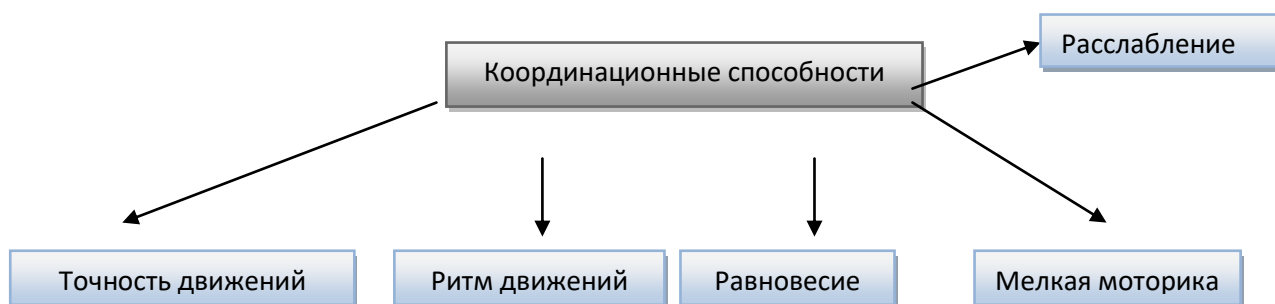 Расслабление
Координационные способности
Точность движений
Ритм движений
Равновесие
Мелкая моторика